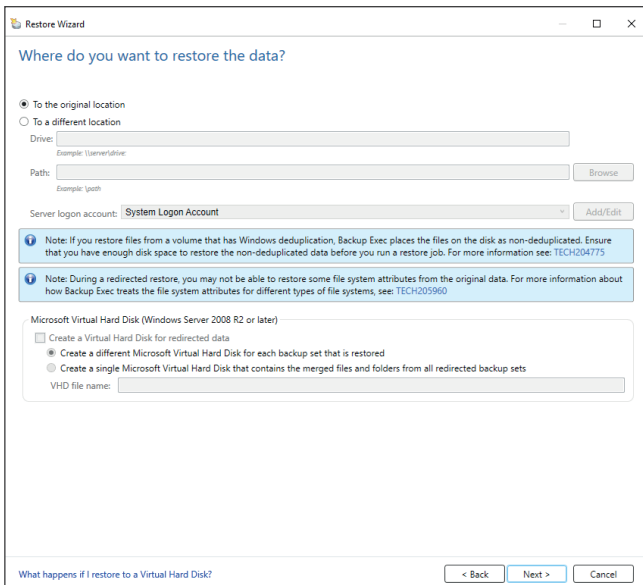 Restore Wizard
Where do you want to restore the data?
To the original location
To a different location
Drive:
Example: \\server\drive:
Path:
Browse
Example: \path
Server logon account: System Logon Account
Add/Edit
Note: If you restore files from a volume that has Windows deduplication, Backup Exec places the files on the disk as non-deduplicated. Ensure
that you have enough disk space to restore the non-deduplicated data before you run a restore job. For more information see: TECH204775
Note: During a redirected restore, you may not be able to restore some file system attributes from the original data. For more information about
how Backup Exec treats the file system attributes for different types of file systems, see: TECH205960
Microsoft Virtual Hard Disk (Windows Server 2008 R2 or later)
Create a Virtual Hard Disk for redirected data
Create a different Microsoft Virtual Hard Disk for each backup set that is restored
Create a single Microsoft Virtual Hard Disk that contains the merged files and folders from all redirected backup sets
VHD file name:
What happens if I restore to a Virtual Hard Disk?
< Back
Next >
Cancel